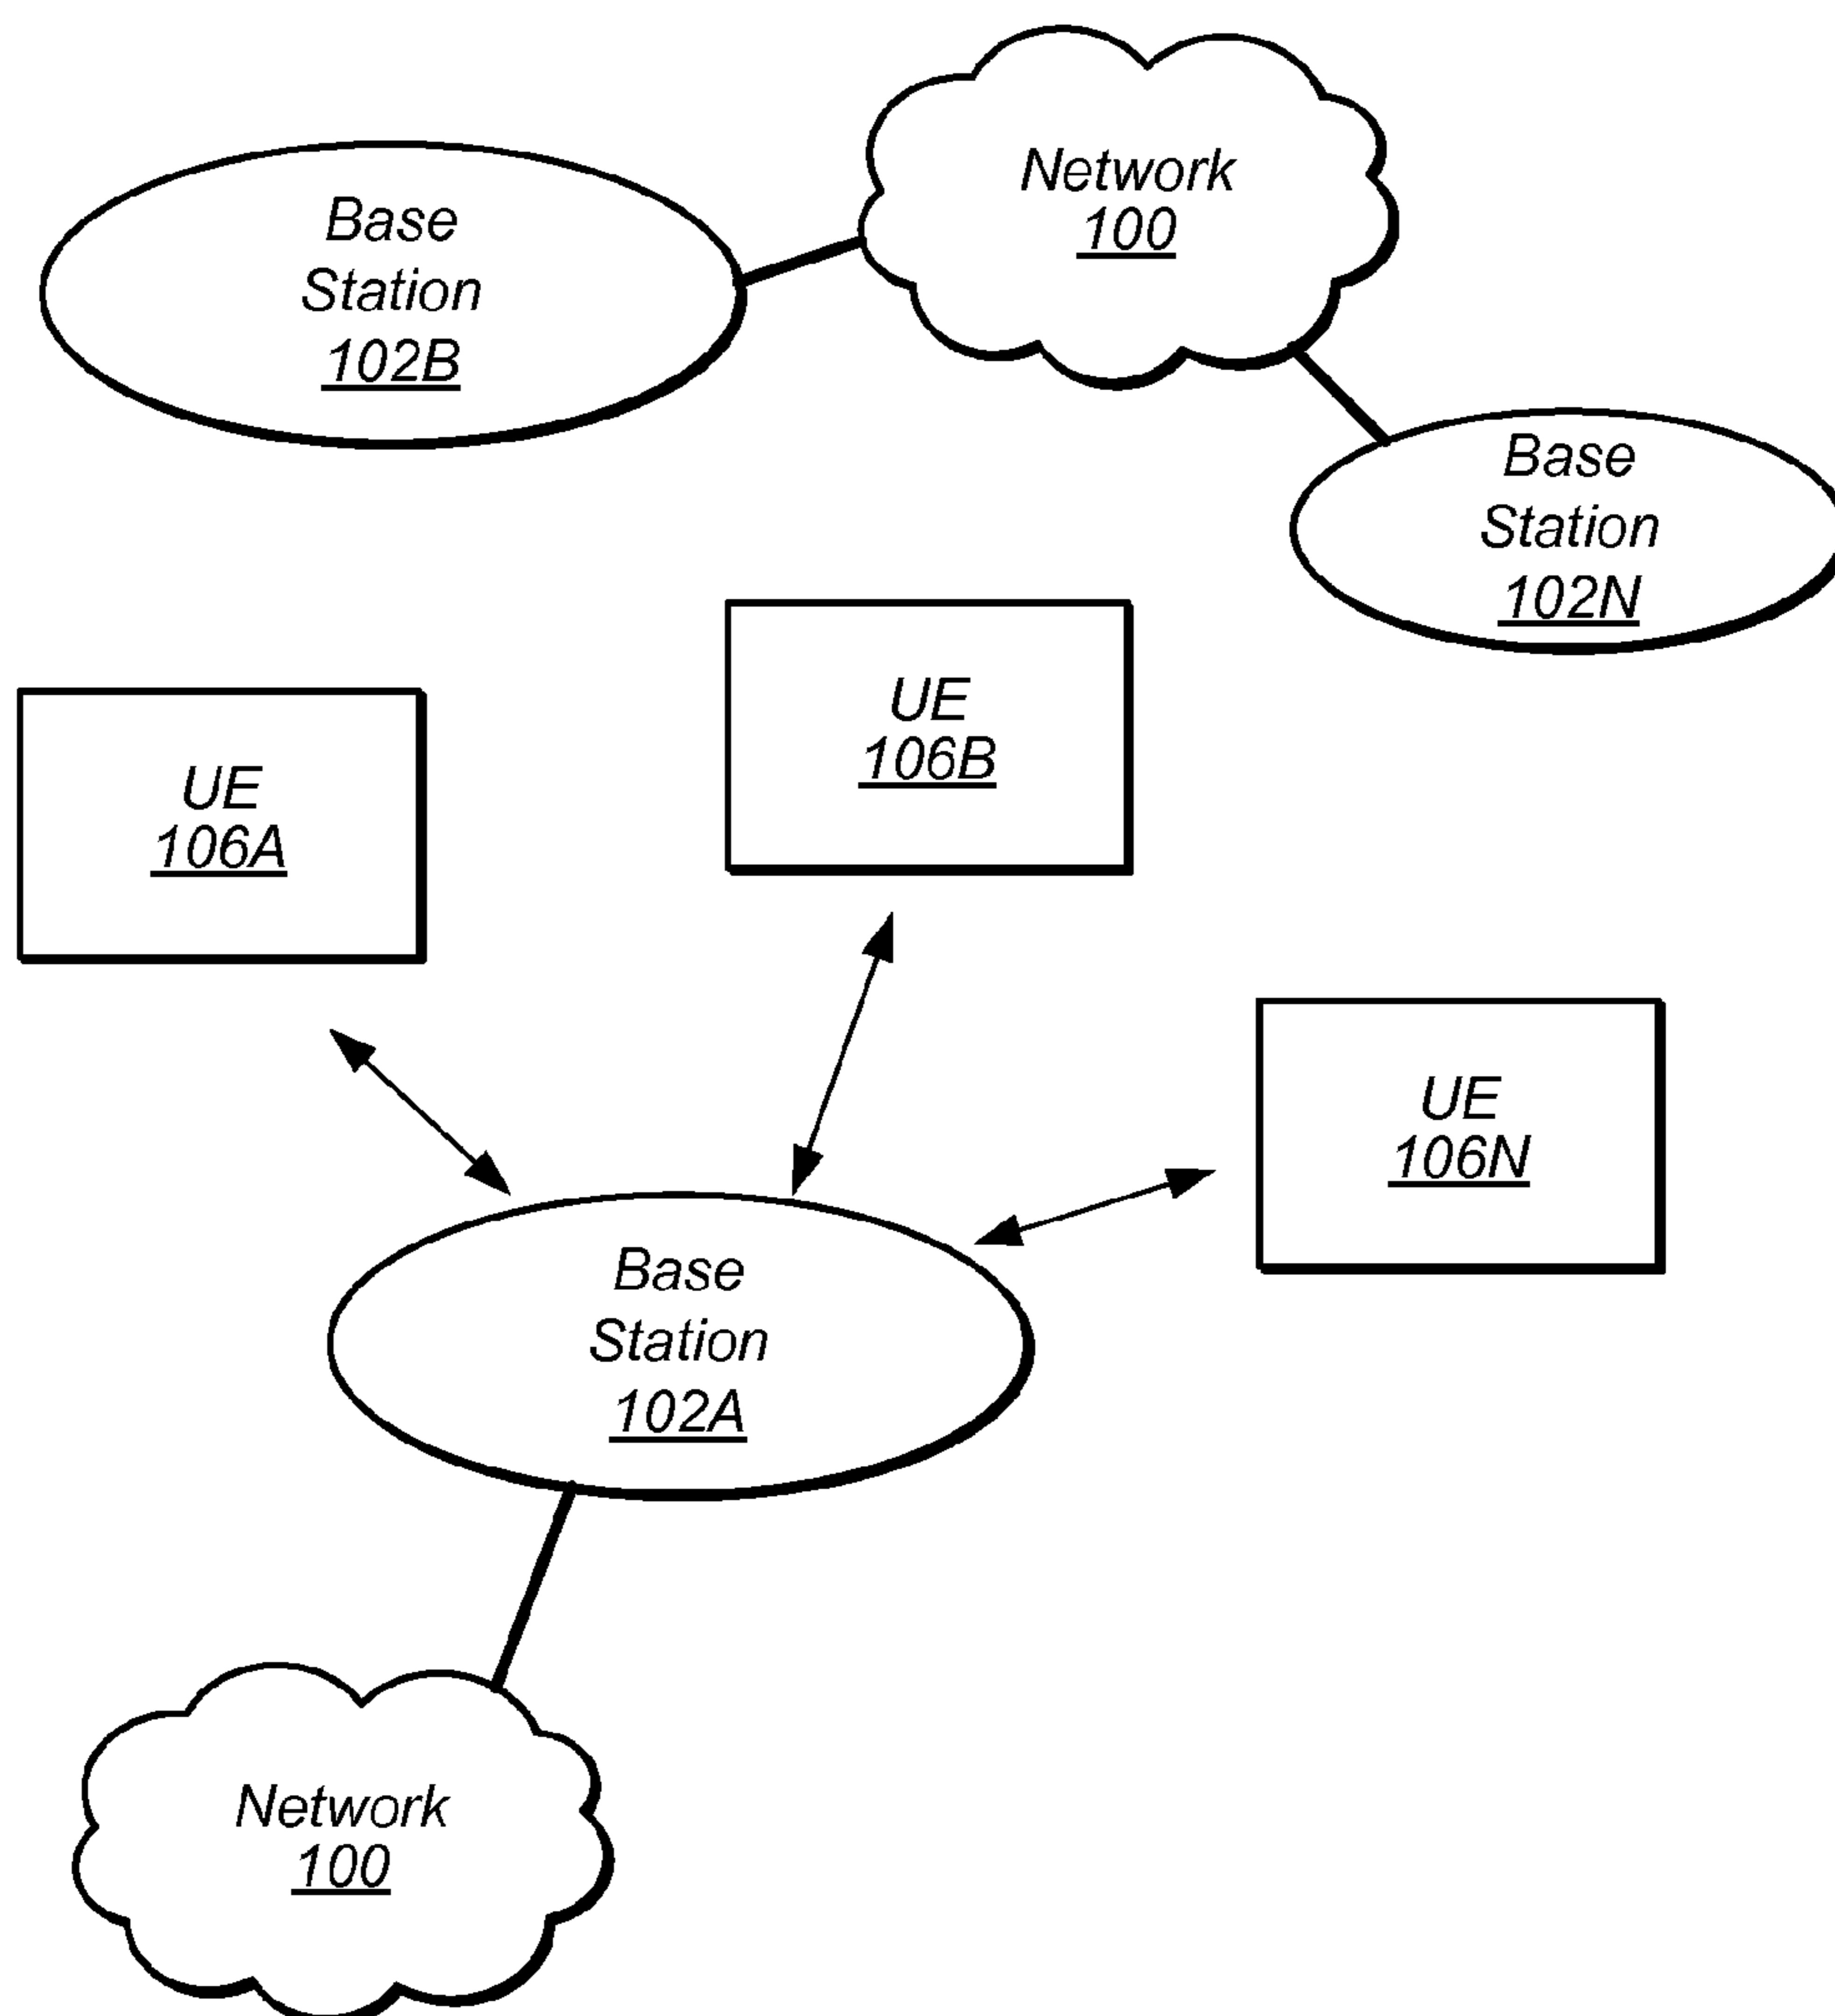 Network
100
Base
Station
102B
Base
Station
102N
UE
106B
UE
106A
UE
106N
Base
Station
102A
Network
100